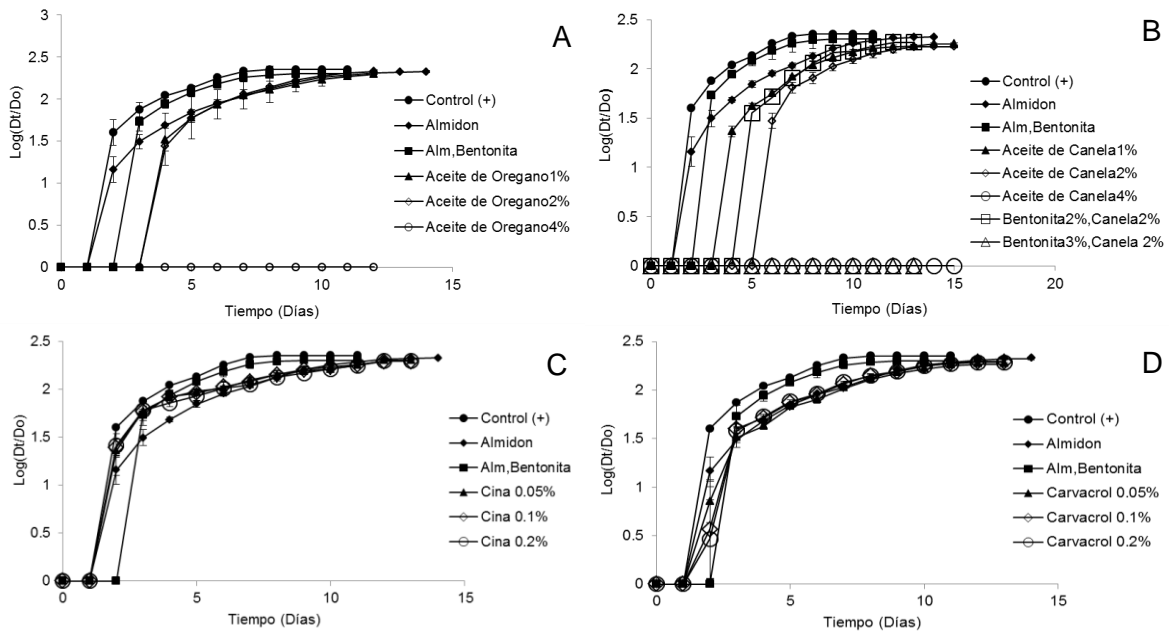 A
Log(Dt/Do)
3
2.5
2
1.5
1
0.5
0
0
5
10
15
Tiempo (Días)
Control (+)
Almidon
Alm,Bentonita
Aceite de Oregano1%
Aceite de Oregano2%
Aceite de Oregano4%
B
Log(Dt/Do)
2.5
2
1.5
1
0.5
0
0
5
10
15
20
Tiempo (Días)
Control (+)
Almidon
Alm,Bentonita
Aceite de Canela1%
Aceite de Canela2%
Aceite de Canela4%
Bentonita2%,Canela2%
Bentonita3%,Canela 2%
C
Log(Dt/Do)
2.5
2
1.5
1
0.5
0
0
5
10
15
Tiempo (Días)
Control (+)
Almidon
Alm,Bentonita
Cina 0.05%
Cina 0.1%
Cina 0.2%
D
Log(Dt/Do)
2.5
2
1.5
1
0.5
0
0
5
10
15
Tiempo (Días)
Control (+)
Almidon
Alm,Bentonita
Carvacrol 0.05%
Carvacrol 0.1%
Carvacrol 0.2%